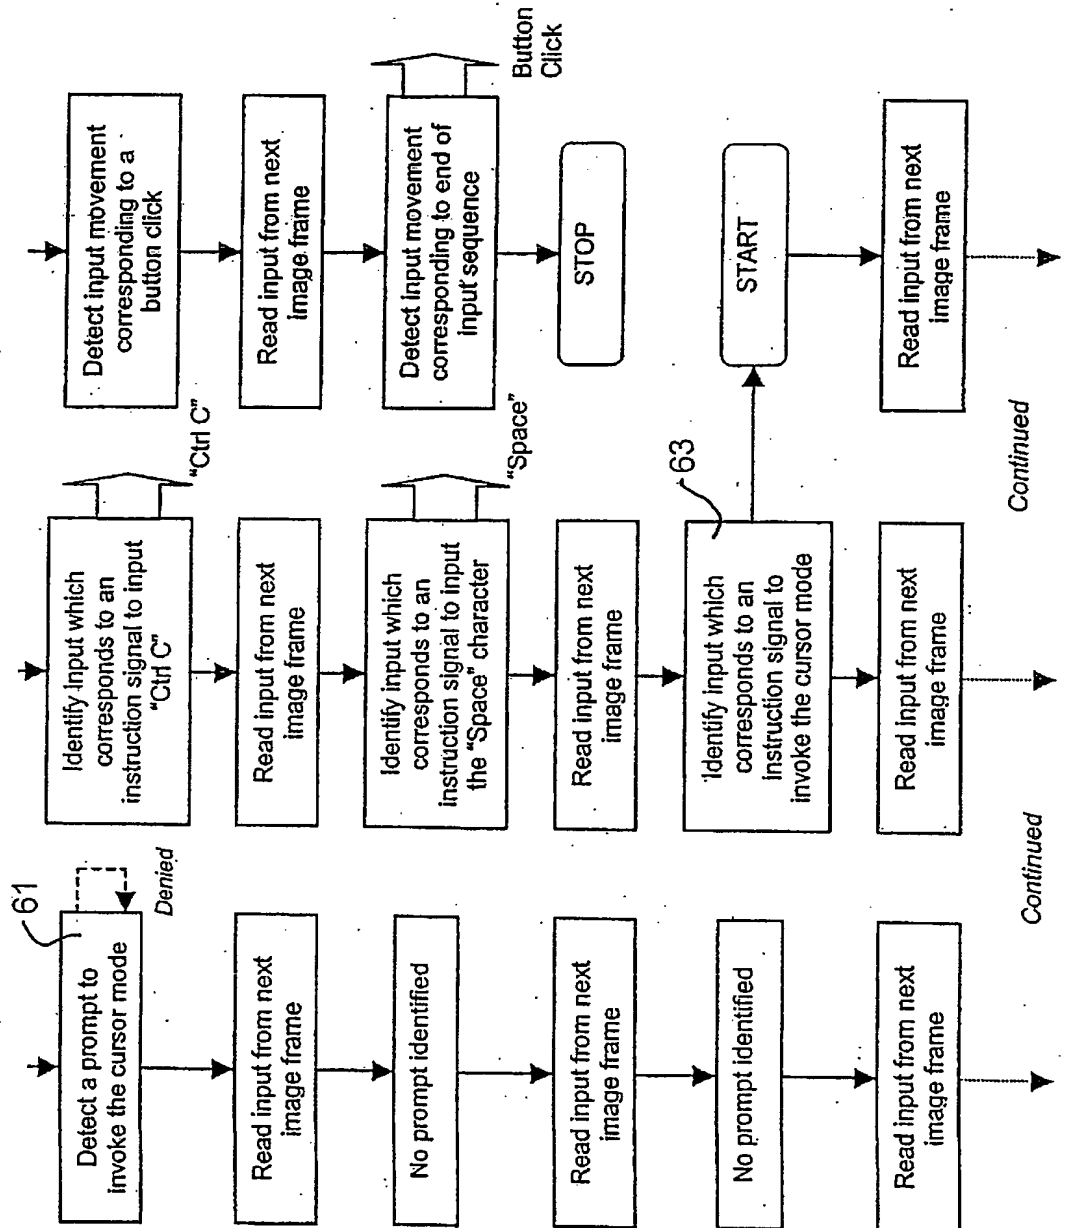 61
Detect a prompt to
invoke the cursor mode
Denied
Read input from next
image frame
No prompt identified
Read input from next
image frame
No prompt identified
Read input from next
image frame
Continued
Identify input which
corresponds to an
instruction signal to input
"Ctrl C"
"Ctrl C"
Read input from next
image frame
Identify input which
corresponds to an
instruction signal to input
the "Space" character
"Space"
Read input from next
image frame
63
Identify input which
corresponds to an
instruction signal to
invoke the cursor mode
Read input from next
image frame
Continued
Detect input movement
corresponding to a
button click
Read input from next
image frame
Detect input movement
corresponding to end of
input sequence
Button
Click
STOP
START
Read input from next
image frame